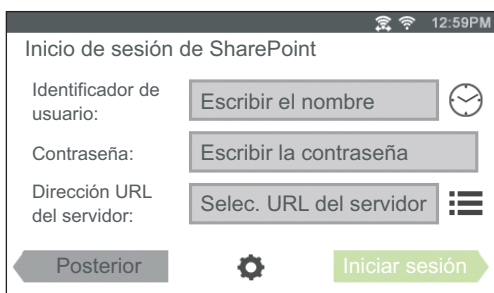 12:59PM
Inicio de sesión de SharePoint
Identificador de
usuario:
Escribir el nombre
Contraseña:
Escribir la contraseña
Dirección URL
del servidor:
Selec. URL del servidor
Posterior
Iniciar sesión